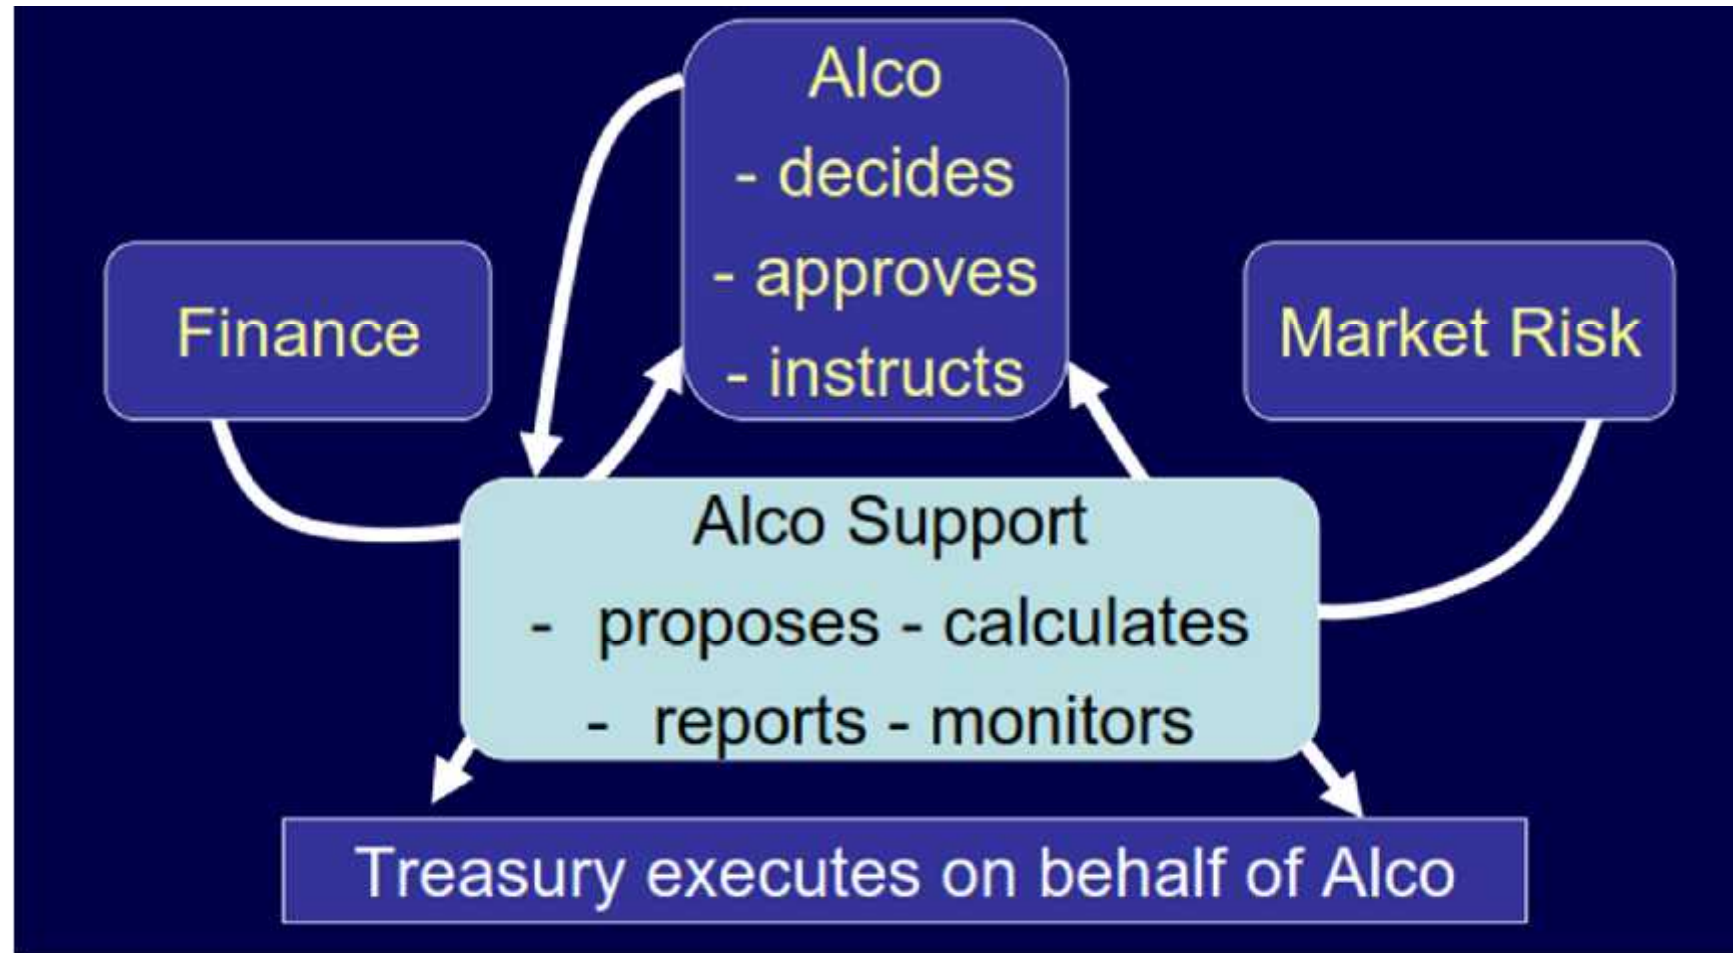 Alco
- decides
- approves
- instructs
Finance
Market Risk
Alco Support
- proposes - calculates
- reports - monitors
Treasury executes on behalf of Alco